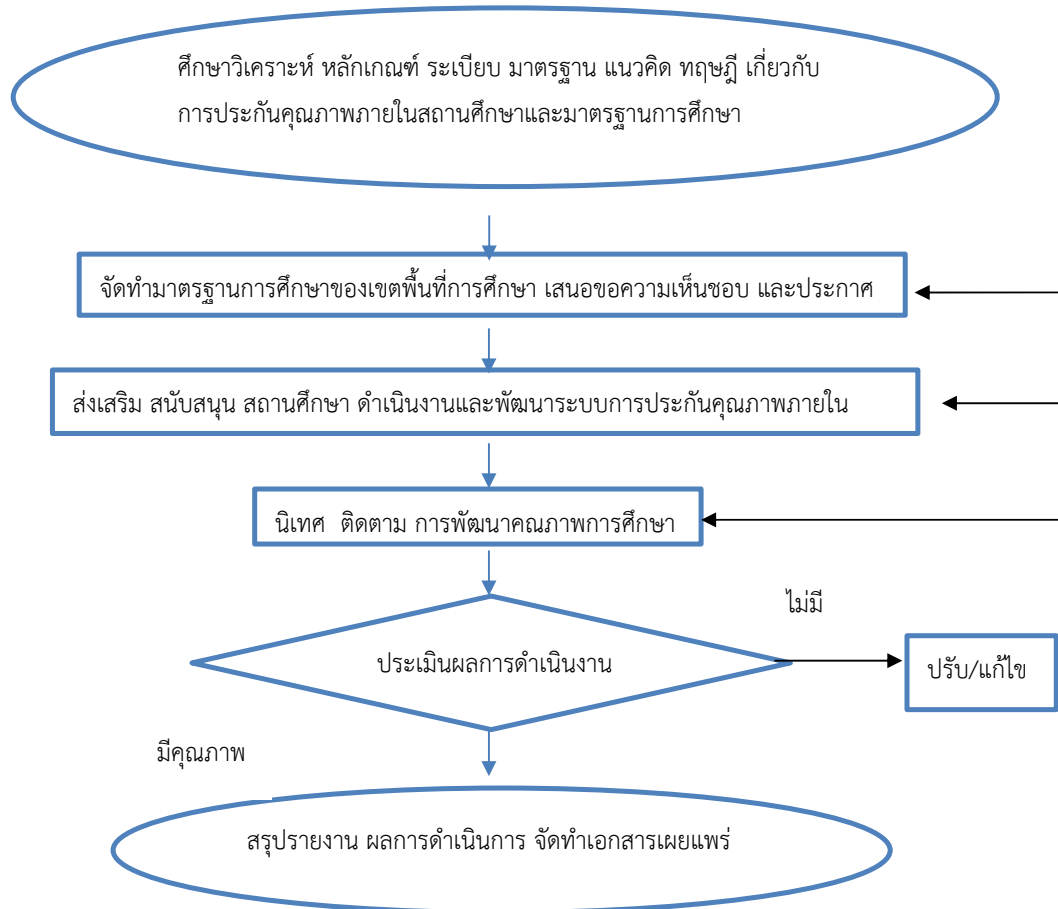 ศึกษาวิเคราะห์ หลักเกณฑ์ ระเบียบ มาตรฐาน แนวคิด ทฤษฎี เกี่ยวกับ
การประกันคุณภาพภายในสถานศึกษาและมาตรฐานการศึกษา
จัดทำมาตรฐานการศึกษาของเขตพื้นที่การศึกษา เสนอขอความเห็นชอบ และประกาศ
ส่งเสริม สนับสนุน สถานศึกษา ดำเนินงานและพัฒนาระบบการประกันคุณภาพภายใน
นิเทศ ติดตาม การพัฒนาคณภาพการศึกษา
ไม่มี
ประเมินผลการดำเนินงาน
ปรับ/แก้ไข
มีคุณภาพ
สรุปรายงาน ผลการดำเนินการ จัดทำเอกสารเผยแพร่